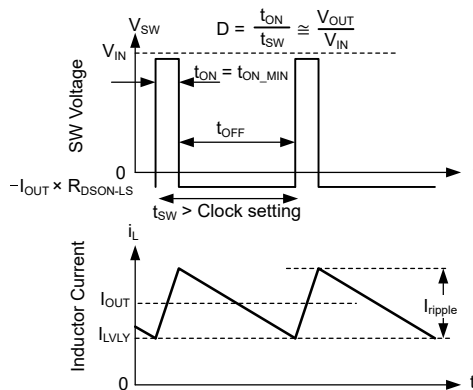 V_SW
D = t_ON / t_SW ≅ V_OUT / V_IN
V_IN
t_ON = t_ON_MIN
SW Voltage
t_OFF
0
−I_OUT × R_DSON-LS
t_SW > Clock setting
i_L
Inductor Current
I_OUT
I_ripple
I_LVLY
0
t